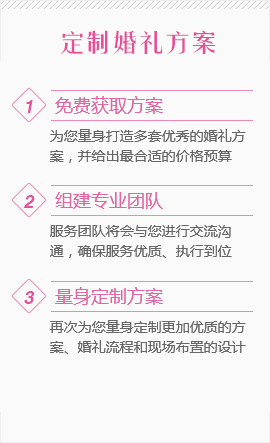 定制婚礼方案
1 免费获取方案
为您量身打造多套优秀的婚礼方
案，并给出最合适的价格预算
2 组建专业团队
服务团队将会与您进行交流沟
通，确保服务优质、执行到位
3 量身定制方案
再次为您量身定制更加优质的方
案、婚礼流程和现场布置的设计